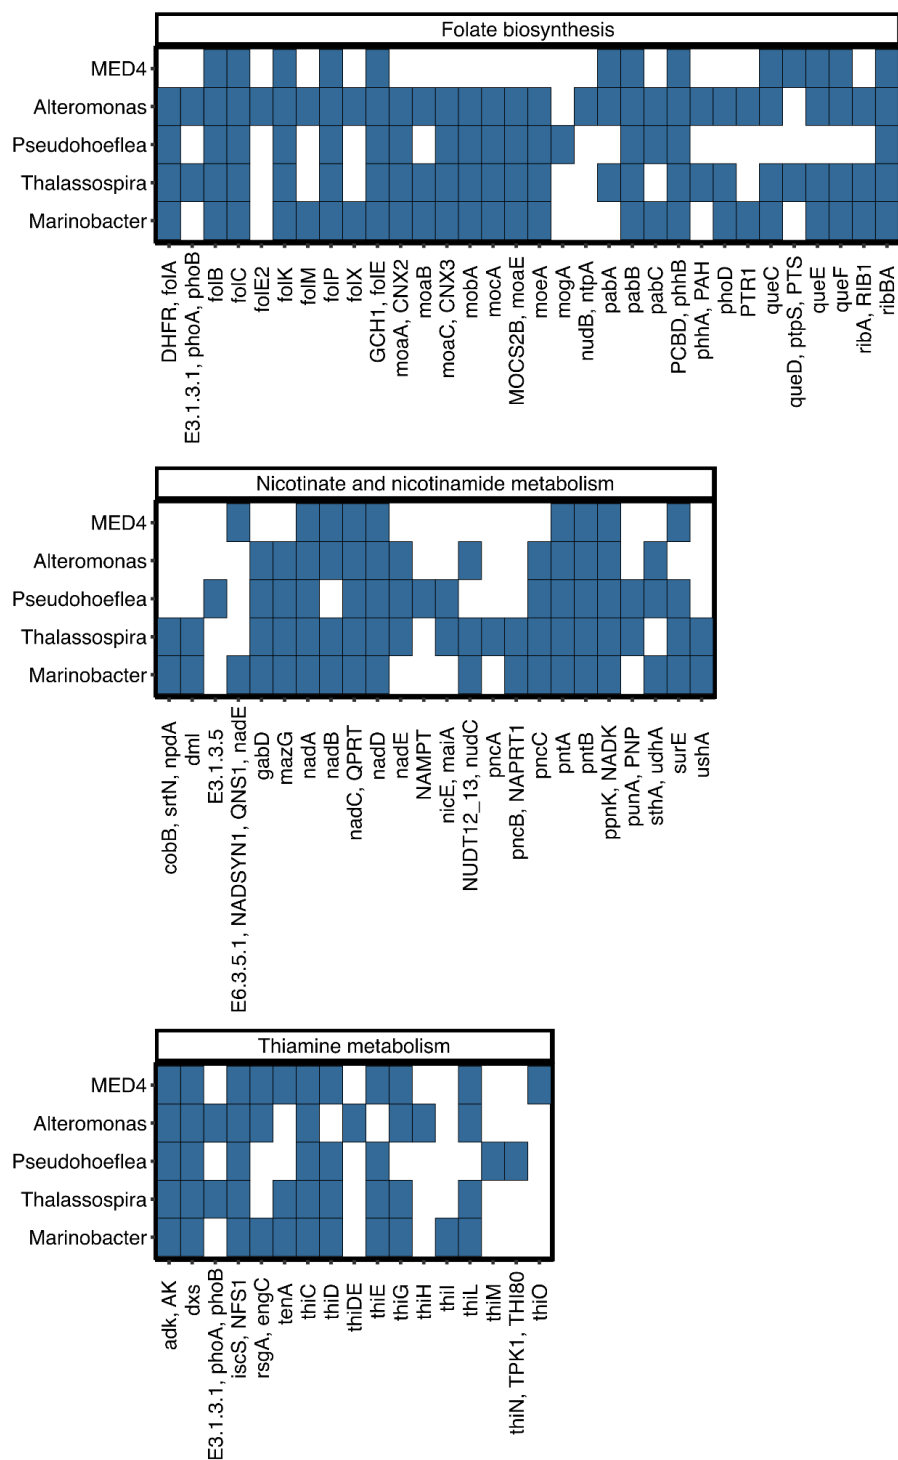 Folate biosynthesis
MED4
Alteromonas
Pseudohoeflea
Thalassospira
Marinobacter
DHFR, folA
E3.1.3.1, phoA, phoB
folB
folC
folE2
folK
folM
folP
folX
GCH1, folE
moaA, CNX2
moaB
moaC, CNX3
mobA
mocA
MOCS2B, moaE
moeA
mogA
nudB, ntpA
pabA
pabB
pabC
PCBD, phhB
phhA, PAH
phoD
PTR1
queC
queD, ptpS, PTS
queE
queF
ribA, RIB1
ribBA
Nicotinate and nicotinamide metabolism
MED4
Alteromonas
Pseudohoeflea
Thalassospira
Marinobacter
cobB, srtN, npdA
dml
E3.1.3.5
E6.3.5.1, NADSYN1, QNS1, nadE
gabD
mazG
nadA
nadB
nadC, QPRT
nadD
nadE
NAMPT
nicE, maiA
NUDT12_13, nudC
pncA
pncB, NAPRT1
pncC
pntA
pntB
ppnK, NADK
punA, PNP
sthA, udhA
surE
ushA
Thiamine metabolism
MED4
Alteromonas
Pseudohoeflea
Thalassospira
Marinobacter
adk, AK
dxs
E3.1.3.1, phoA, phoB
iscS, NFS1
rsgA, engC
tenA
thiC
thiD
thiDE
thiE
thiG
thiH
thiI
thiL
thiM
thiN, TPK1, THI80
thiO